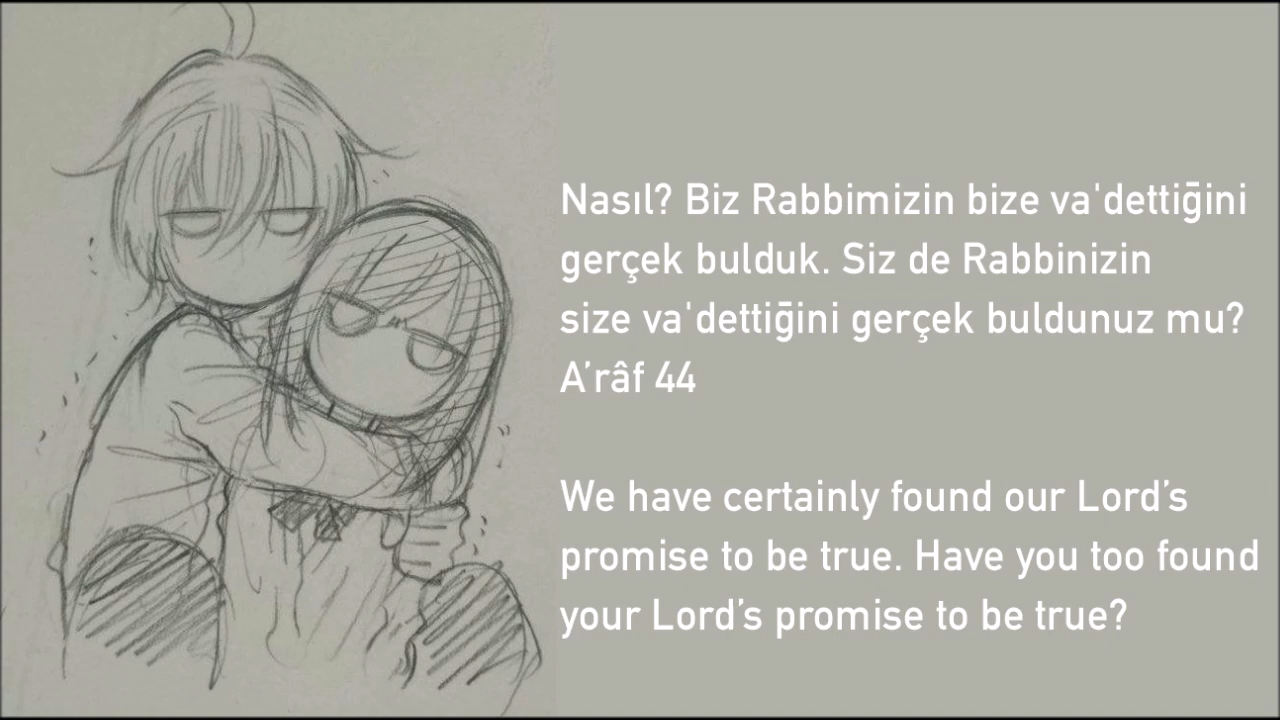 Nasıl? Biz Rabbimizin bize va'dettiğini
gerçek bulduk. Siz de Rabbinizin
size va'dettiğini gerçek buldunuz mu?
A’râf 44
We have certainly found our Lord’s
promise to be true. Have you too found
your Lord’s promise to be true?